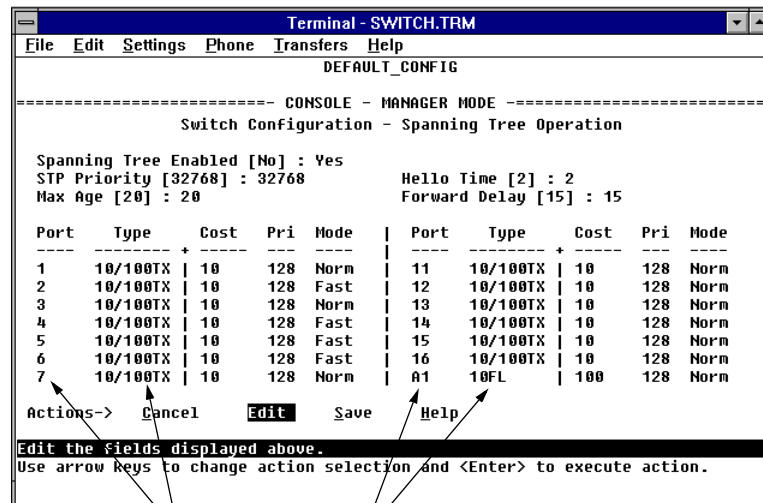 Terminal - SWITCH.TRM
File Edit Settings Phone Transfers Help
DEFAULT_CONFIG
==========================- CONSOLE - MANAGER MODE -==========================
Switch Configuration - Spanning Tree Operation
Spanning Tree Enabled [No] : Yes
STP Priority [32768] : 32768 Hello Time [2] : 2
Max Age [20] : 20 Forward Delay [15] : 15
Port Type Cost Pri Mode | Port Type Cost Pri Mode
---- -------- + ----- --- ---- | ---- -------- + ----- --- ----
1 10/100TX | 10 128 Norm | 11 10/100TX | 10 128 Norm
2 10/100TX | 10 128 Fast | 12 10/100TX | 10 128 Norm
3 10/100TX | 10 128 Norm | 13 10/100TX | 10 128 Norm
4 10/100TX | 10 128 Fast | 14 10/100TX | 10 128 Norm
5 10/100TX | 10 128 Fast | 15 10/100TX | 10 128 Norm
6 10/100TX | 10 128 Fast | 16 10/100TX | 10 128 Norm
7 10/100TX | 10 128 Norm | A1 10FL | 100 128 Norm
Actions-> Cancel Edit Save Help
Edit the fields displayed above.
Use arrow keys to change action selection and <Enter> to execute action.